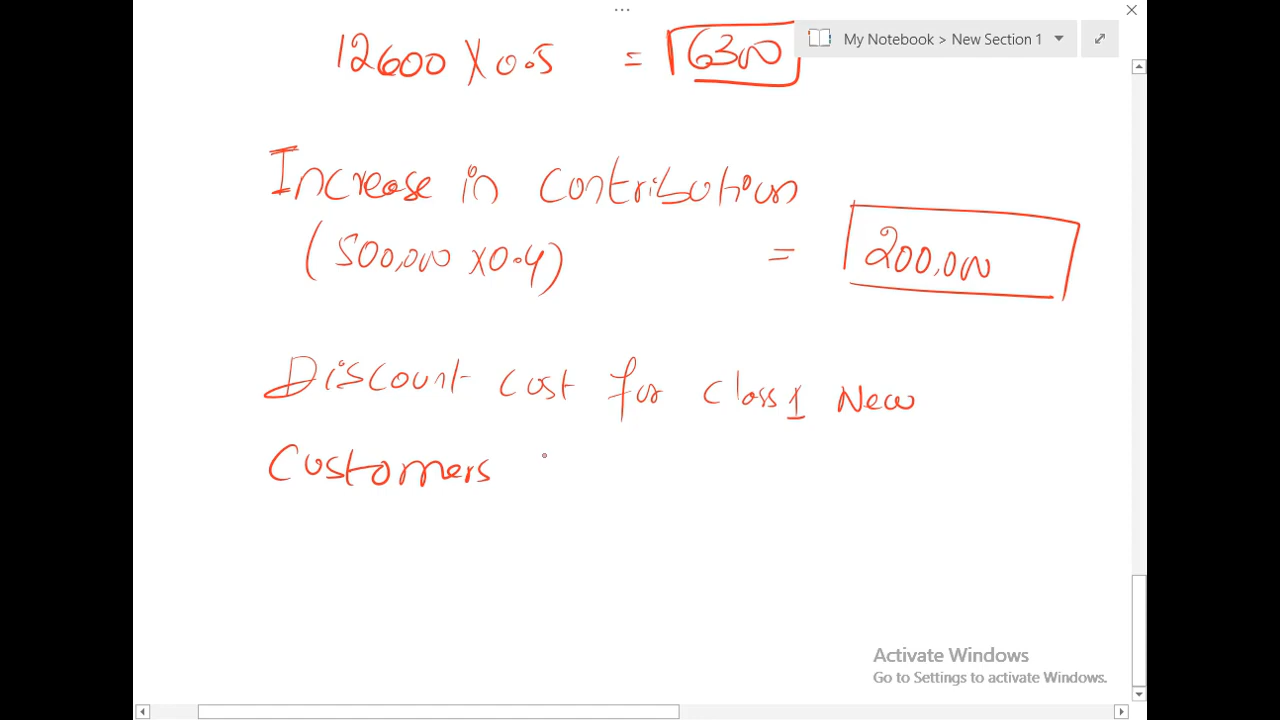 ...
My Notebook > New Section 1
12600 X 0.5 = 6300
Increase in contribution
(500,000 X 0.4) = 200,000
Discount cost for class 1 New
Customers
Activate Windows
Go to Settings to activate Windows.